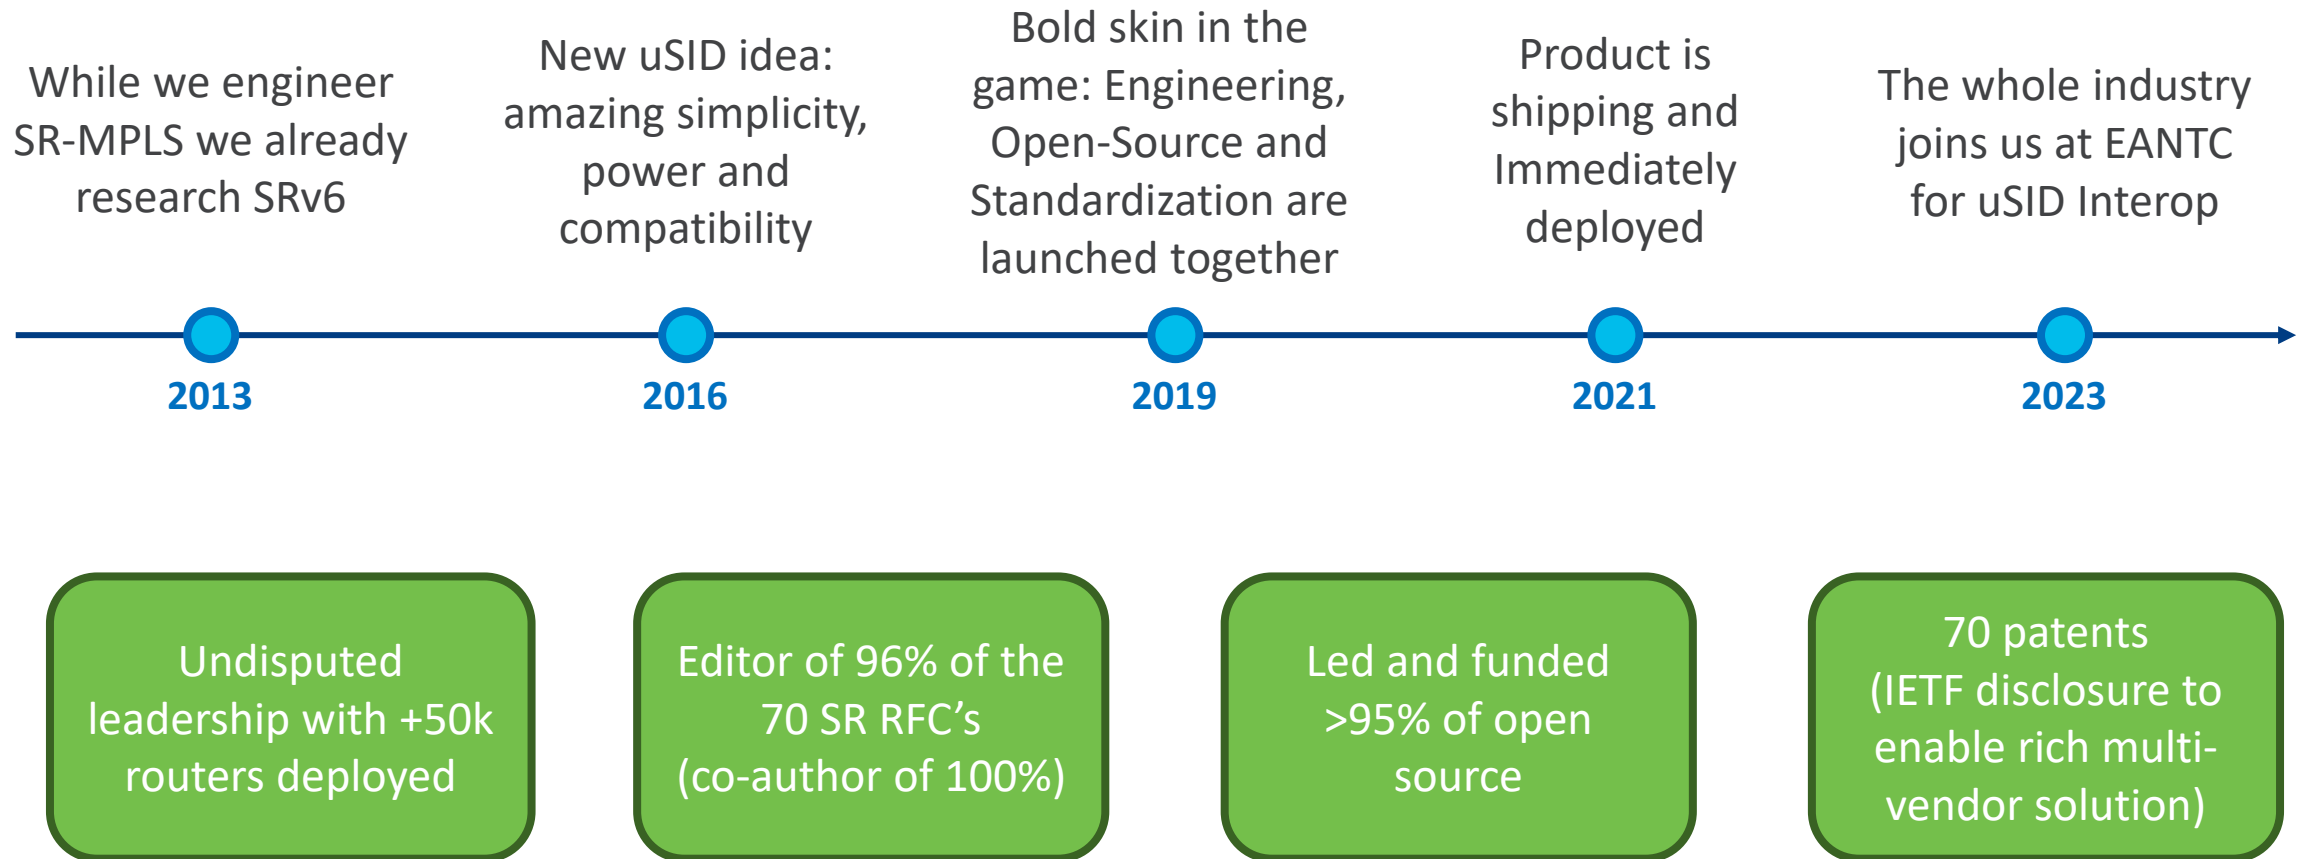 While we engineer
SR-MPLS we already
research SRv6
New uSID idea:
amazing simplicity,
power and
compatibility
Bold skin in the
game: Engineering,
Open-Source and
Standardization are
launched together
Product is
shipping and
Immediately
deployed
The whole industry
joins us at EANTC
for uSID Interop
2013
2016
2019
2021
2023
Undisputed
leadership with +50k
routers deployed
Editor of 96% of the
70 SR RFC’s
(co-author of 100%)
Led and funded
>95% of open
source
70 patents
(IETF disclosure to
enable rich multi-
vendor solution)